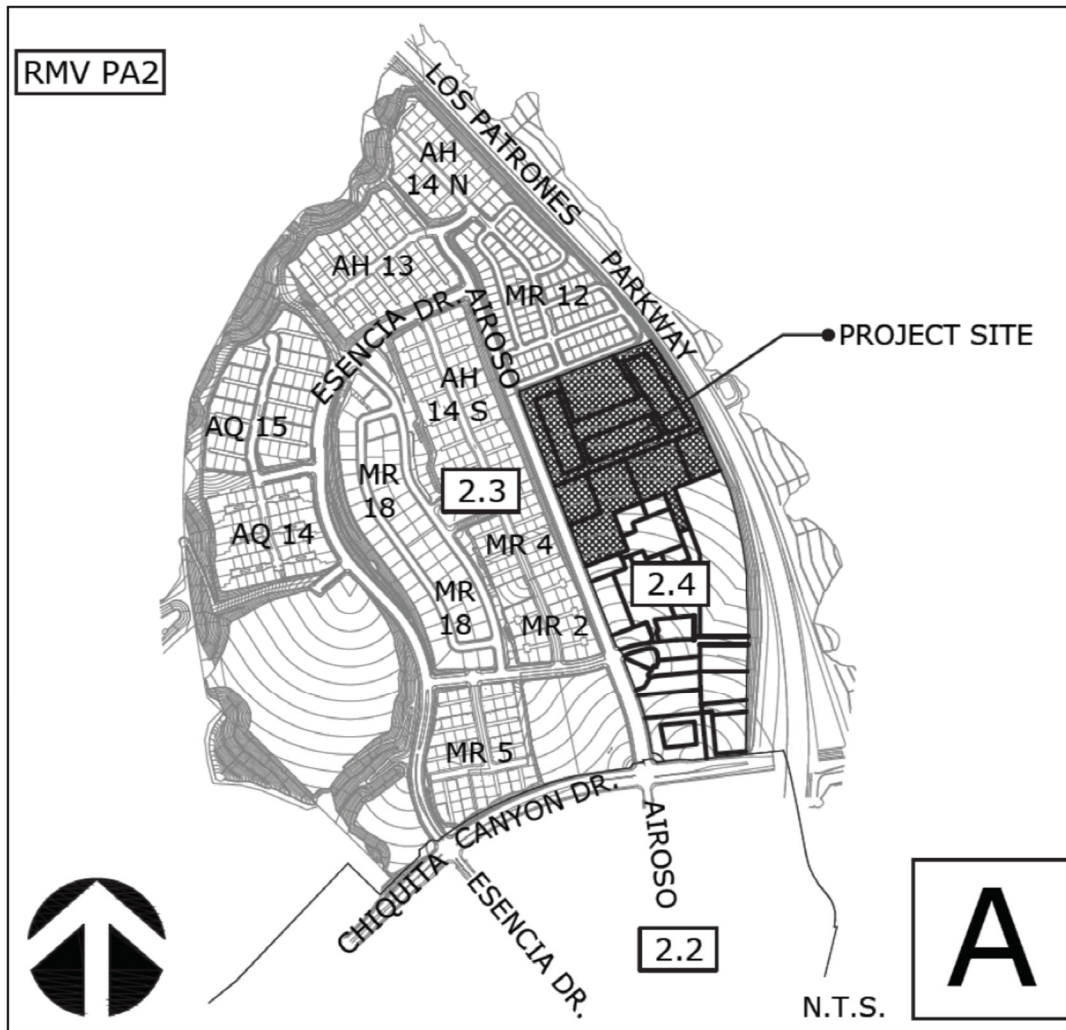 RMV PA2
LOS PATRONES
PARKWAY
AH
14 N
AH 13
MR 12
ESENCIA DR.
AIROSO
PROJECT SITE
AH
14 S
AQ 15
MR
18
2.3
AQ 14
MR 4
2.4
MR
18
MR 2
MR 5
CHIQUITA CANYON DR.
AIROSO
ESENCIA DR.
2.2
N.T.S.
A